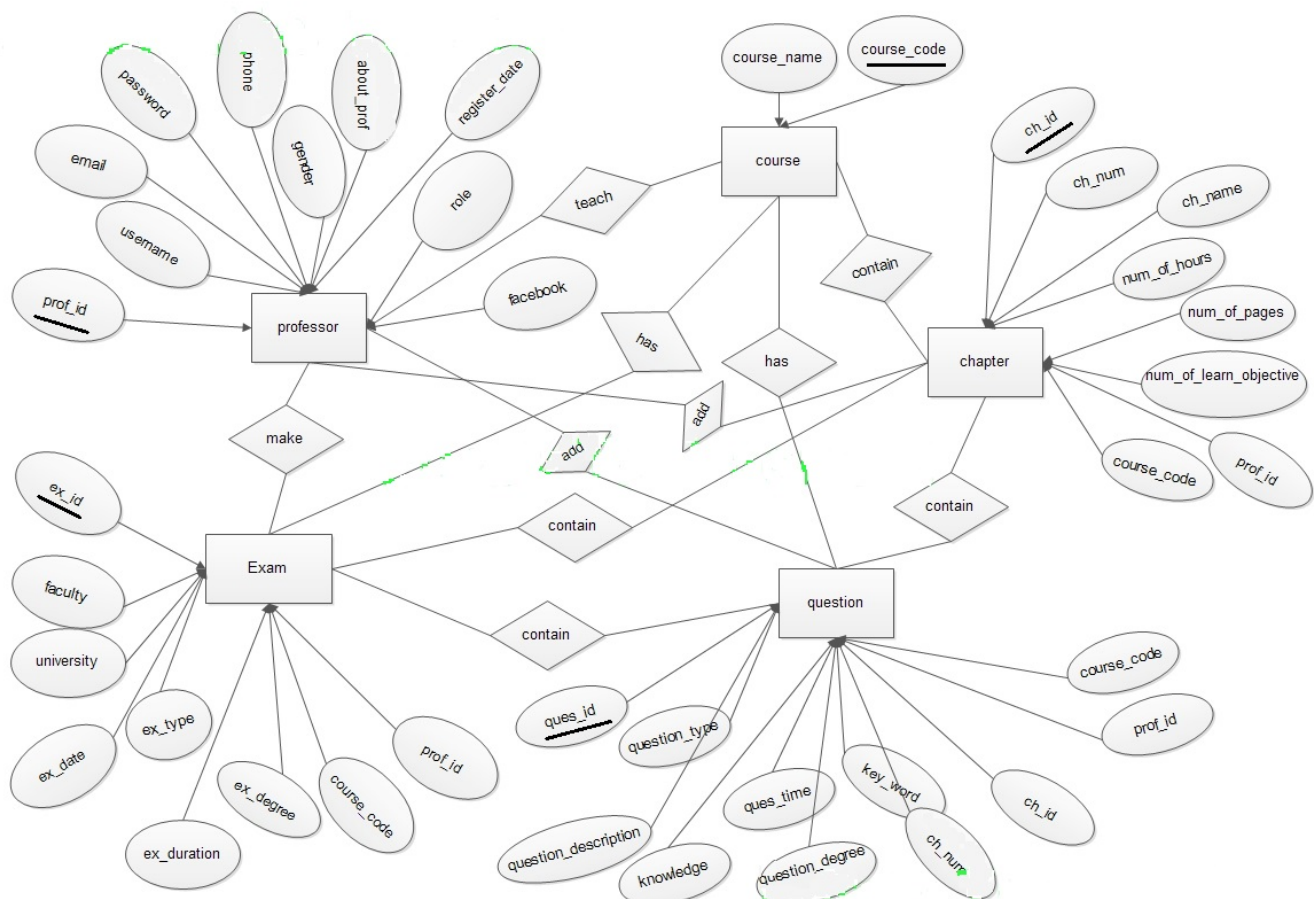 course_name
course_code
password
phone
about_prof
register_date
email
gender
role
username
prof_id
professor
facebook
teach
course
ch_id
ch_num
ch_name
num_of_hours
num_of_pages
num_of_learn_objective
prof_id
course_code
chapter
contain
has
has
add
add
make
contain
contain
contain
ex_id
Exam
faculty
university
ex_date
ex_type
ex_duration
ex_degree
course_code
prof_id
question
ques_id
question_type
question_description
knowledge
ques_time
question_degree
key_word
ch_num
ch_id
prof_id
course_code